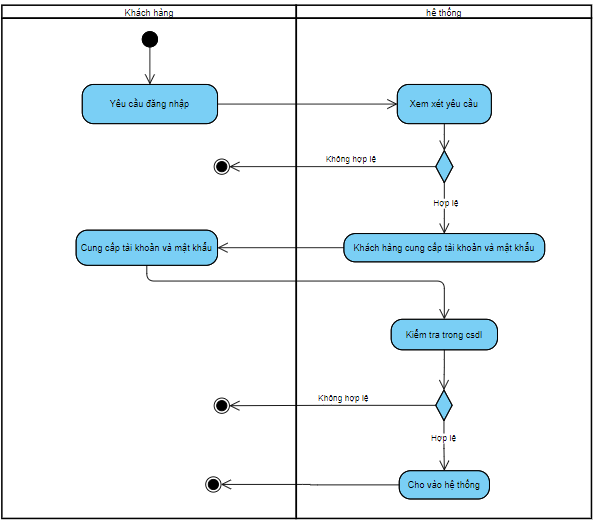 Khách hàng
hệ thống
Yêu cầu đăng nhập
Xem xét yêu cầu
Không hợp lệ
Hợp lệ
Cung cấp tài khoản và mật khẩu
Khách hàng cung cấp tài khoản và mật khẩu
Kiểm tra trong csdl
Không hợp lệ
Hợp lệ
Cho vào hệ thống